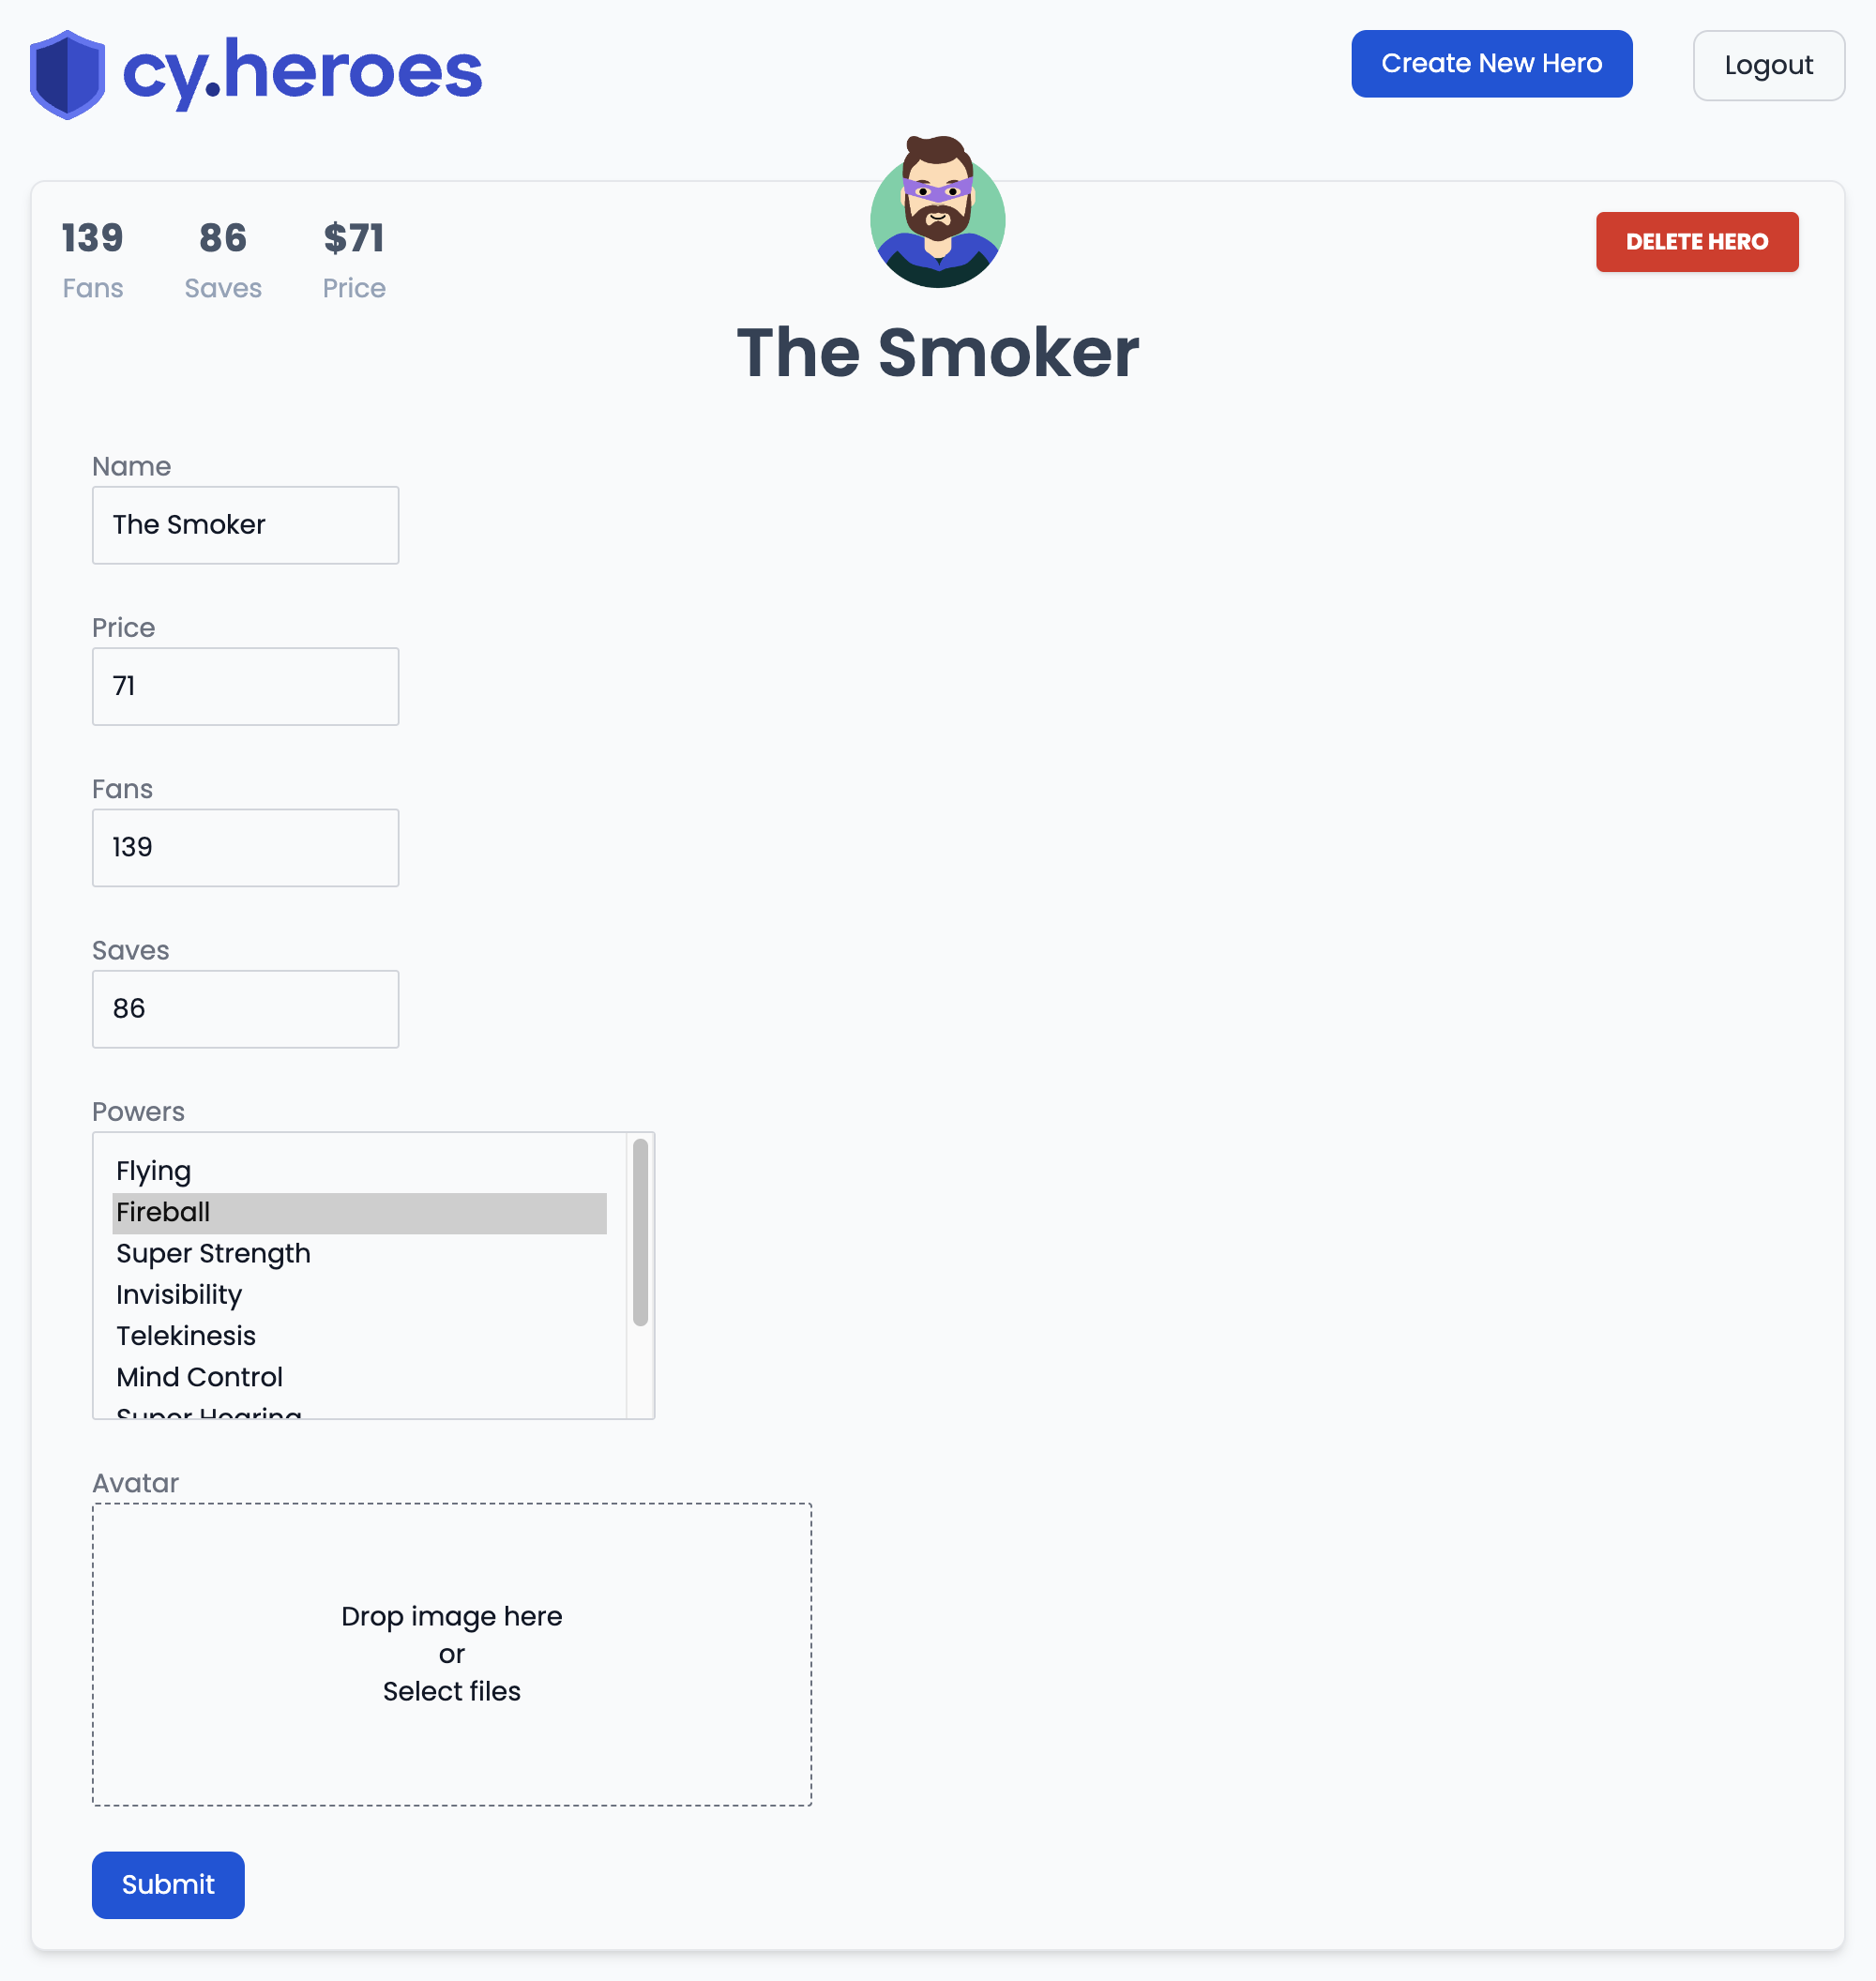 cy.heroes
Create New Hero
Logout
139
Fans
86
Saves
$71
Price
DELETE HERO
The Smoker
Name
The Smoker
Price
71
Fans
139
Saves
86
Powers
Flying
Fireball
Super Strength
Invisibility
Telekinesis
Mind Control
Super Hearing
Avatar
Drop image here
or
Select files
Submit